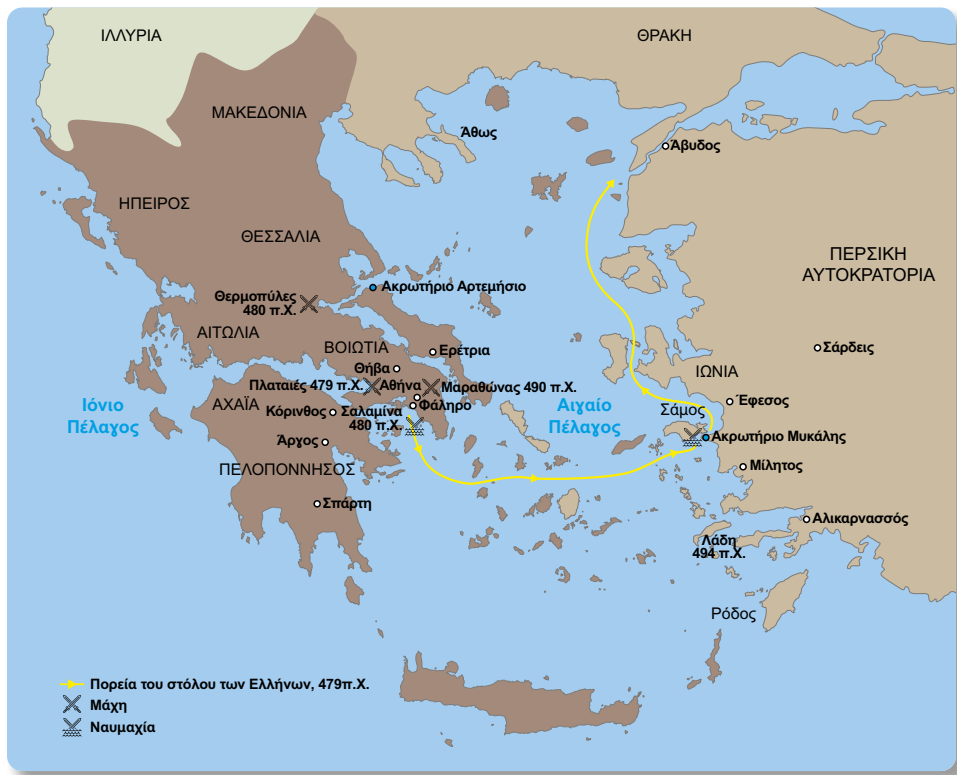 ΙΛΛΥΡΙΑ
ΘΡΑΚΗ
ΜΑΚΕΔΟΝΙΑ
Άθως
Άβυδος
ΗΠΕΙΡΟΣ
ΘΕΣΣΑΛΙΑ
ΠΕΡΣΙΚΗ
ΑΥΤΟΚΡΑΤΟΡΙΑ
Ακρωτήριο Αρτεμήσιο
Θερμοπύλες
480 π.Χ.
ΑΙΤΩΛΙΑ
ΒΟΙΩΤΙΑ
Ερέτρια
Σάρδεις
Θήβα
ΙΩΝΙΑ
Πλαταιές 479 π.Χ.
Αθήνα
Μαραθώνας 490 π.Χ.
ΑΧΑΪΑ
Φάληρο
Κόρινθος
Σαλαμίνα
480 π.Χ.
Ιόνιο
Πέλαγος
Αιγαίο
Πέλαγος
Σάμος
Έφεσος
Άργος
Ακρωτήριο Μυκάλης
ΠΕΛΟΠΟΝΝΗΣΟΣ
Μίλητος
Σπάρτη
Αλικαρνασσός
Λάδη
494 π.Χ.
Ρόδος
Πορεία του στόλου των Ελλήνων, 479π.Χ.
Μάχη
Ναυμαχία